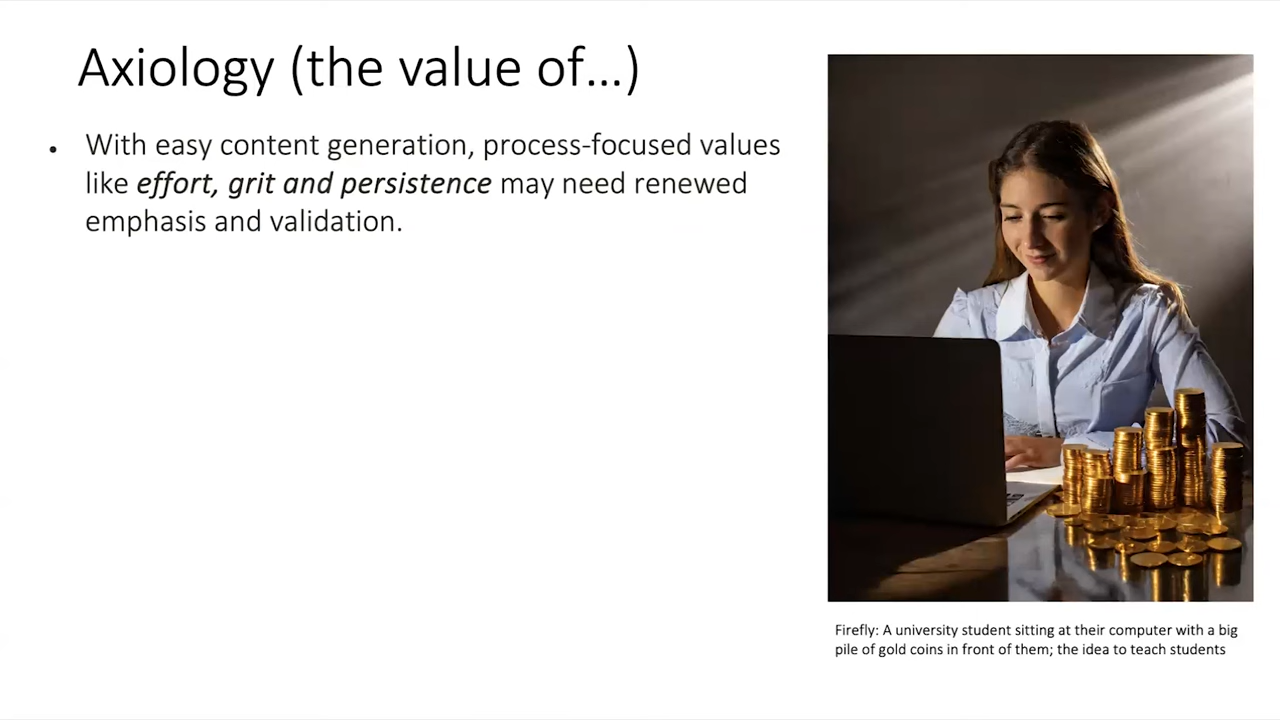 Axiology (the value of…)
• With easy content generation, process-focused values
like effort, grit and persistence may need renewed
emphasis and validation.
Firefly: A university student sitting at their computer with a big
pile of gold coins in front of them; the idea to teach students